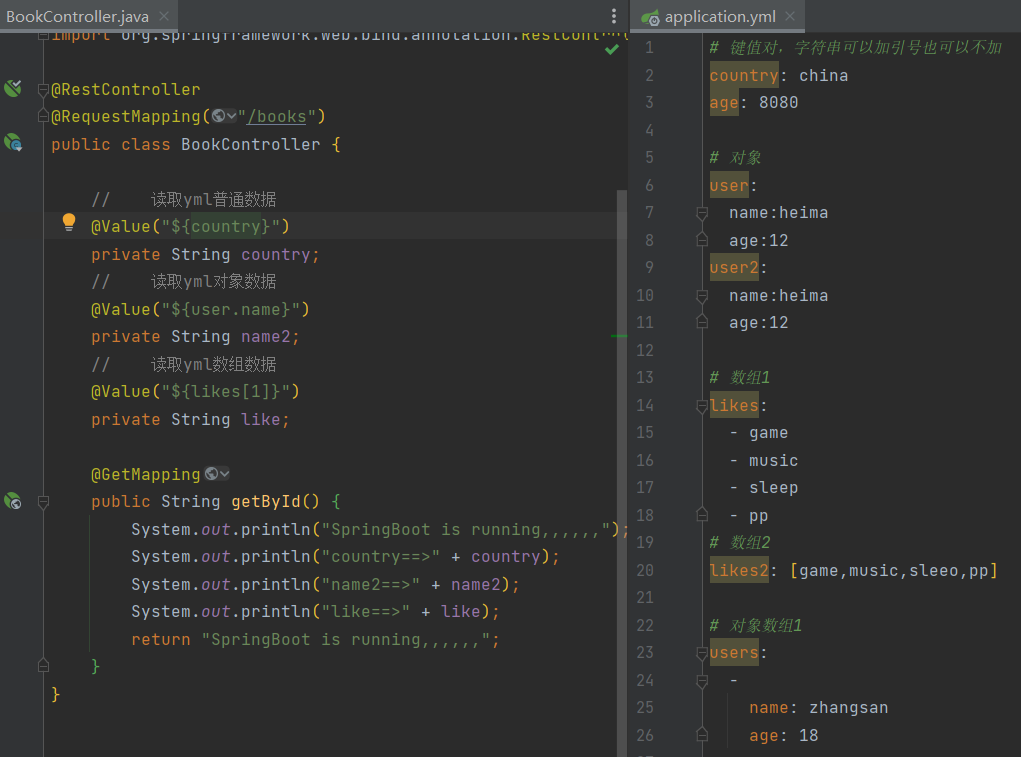 BookController.java
import org.springframework.web.bind.annotation.RestContr
@RestController
@RequestMapping("/books")
public class BookController {
//    读取yml普通数据
@Value("${country}")
private String country;
//    读取yml对象数据
@Value("${user.name}")
private String name2;
//    读取yml数组数据
@Value("${likes[1]}")
private String like;
@GetMapping
public String getById() {
System.out.println("SpringBoot is running,,,,,,");
System.out.println("country==>" + country);
System.out.println("name2==>" + name2);
System.out.println("like==>" + like);
return "SpringBoot is running,,,,,,";
}
}
application.yml
1 # 键值对，字符串可以加引号也可以不加
2 country: china
3 age: 8080
4
5 # 对象
6 user:
7 name:heima
8 age:12
9 user2:
10 name:heima
11 age:12
12
13 # 数组1
14 likes:
15 - game
16 - music
17 - sleep
18 - pp
19 # 数组2
20 likes2: [game,music,sleeo,pp]
21
22 # 对象数组1
23 users:
24 -
25 name: zhangsan
26 age: 18